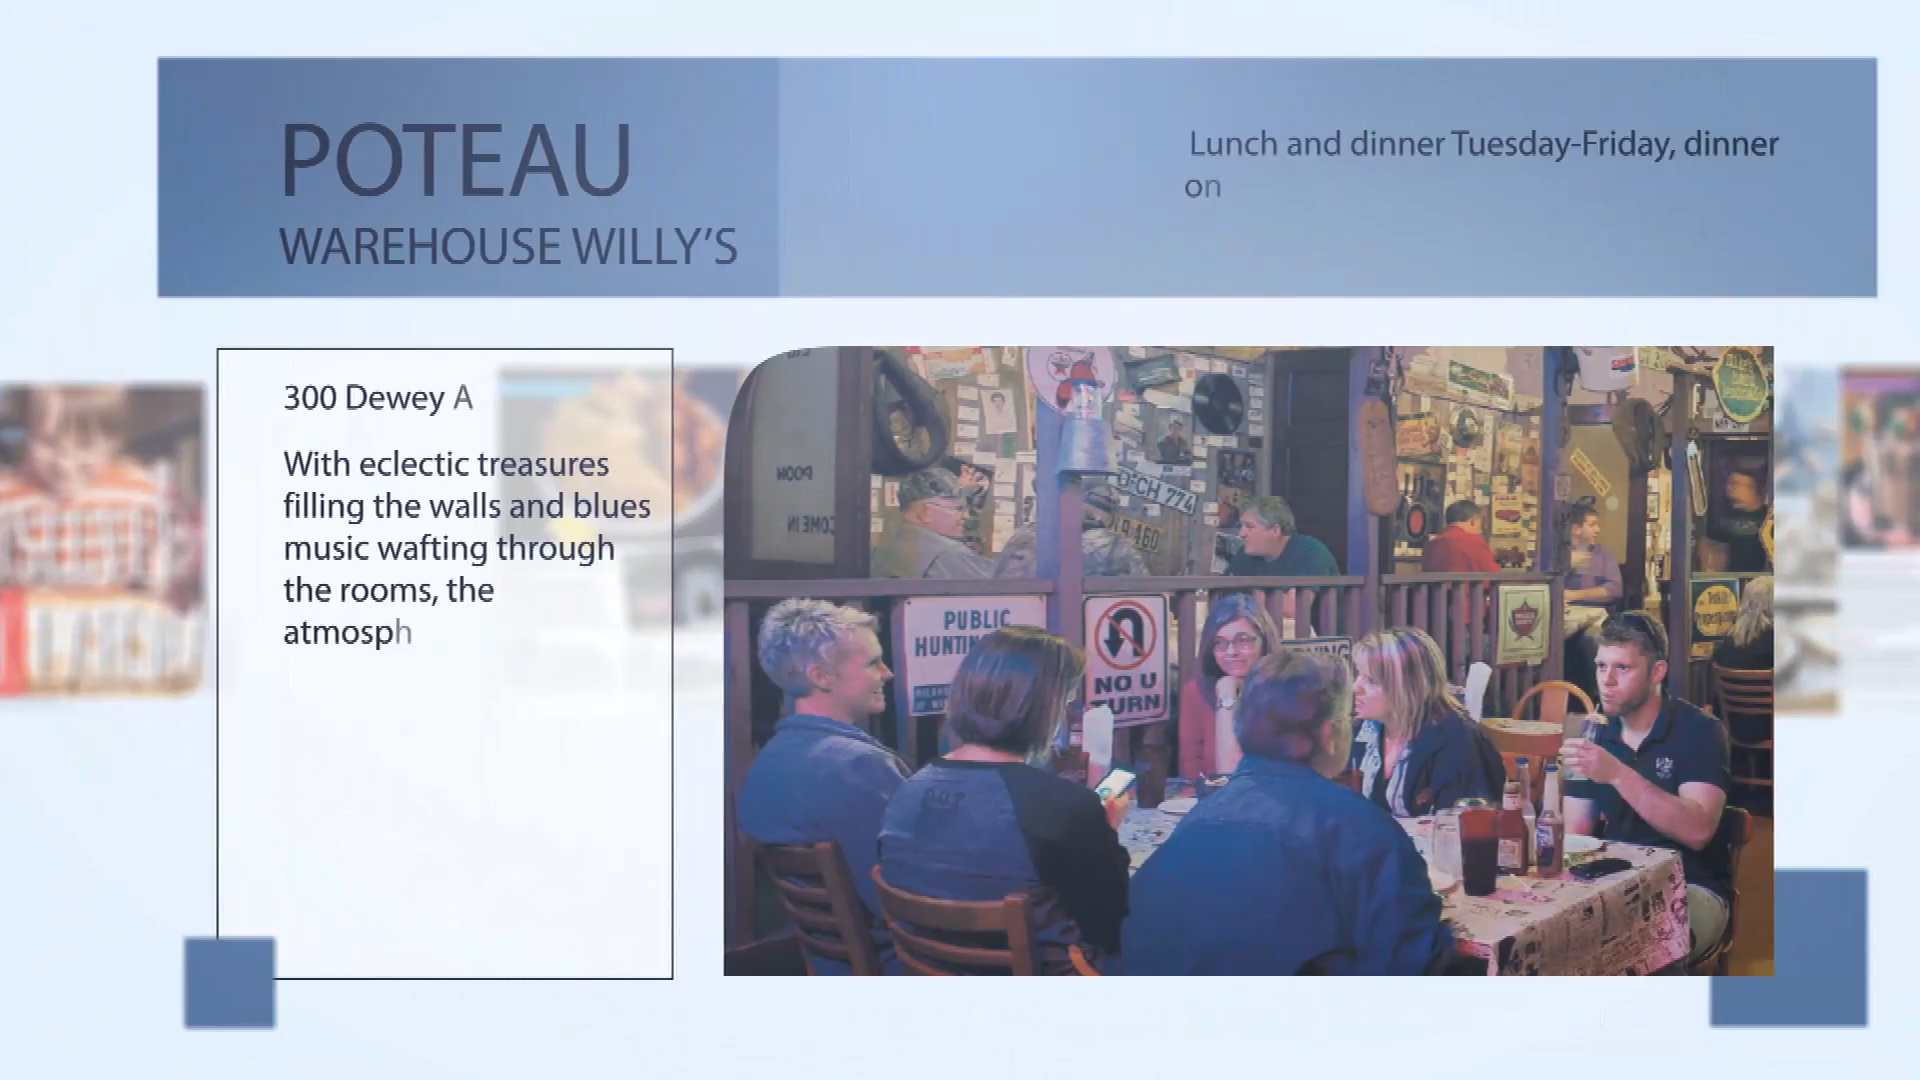 POTEAU
WAREHOUSE WILLY'S
Lunch and dinner Tuesday-Friday, dinner
on
300 Dewey A
With eclectic treasures
filling the walls and blues
music wafting through
the rooms, the
atmosph
PUBLIC
NO U
TURN